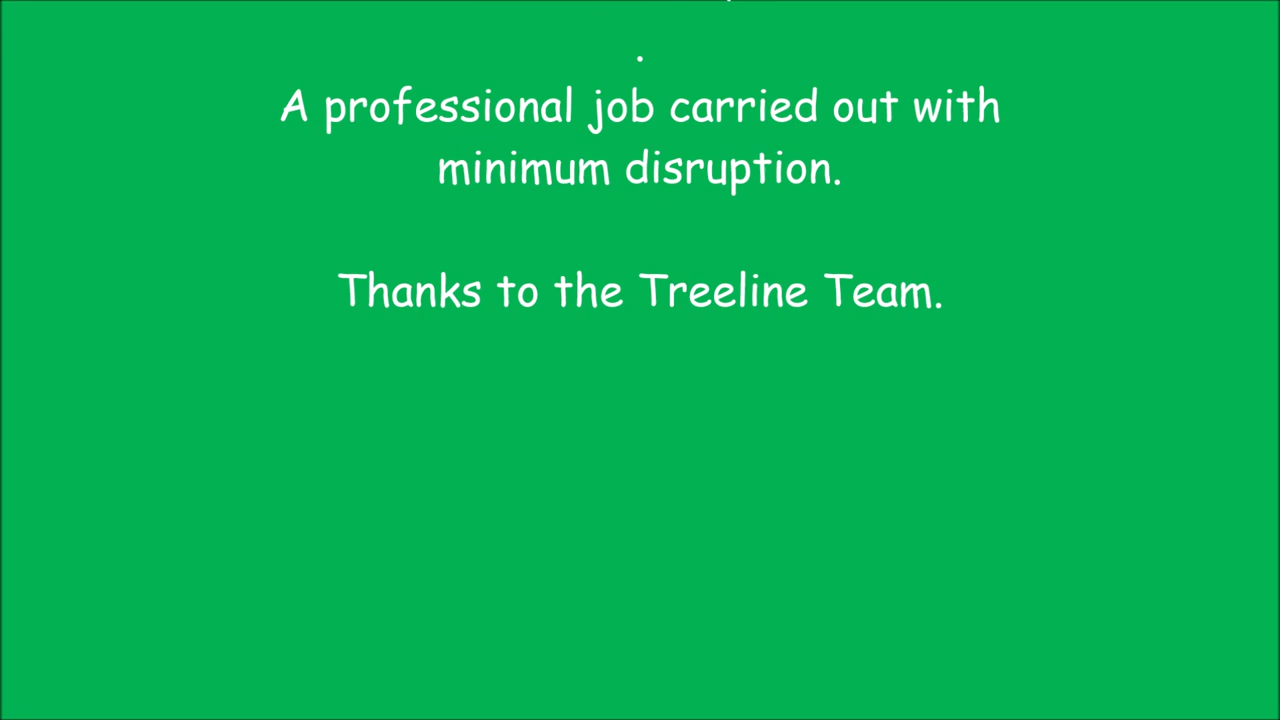 .
A professional job carried out with
minimum disruption.
Thanks to the Treeline Team.